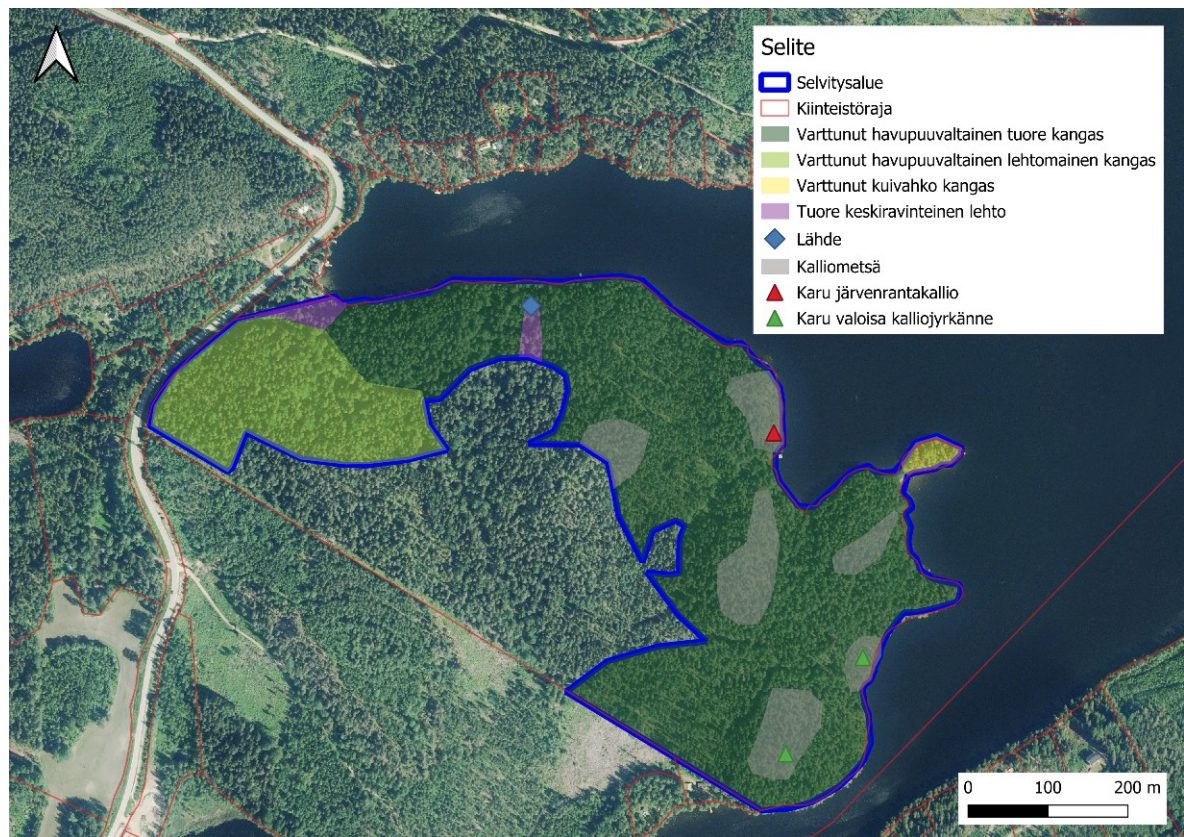 Selite
Selvitysalue
Kiinteistöraja
Varttunut havupuuvaltainen tuore kangas
Varttunut havupuuvaltainen lehtomainen kangas
Varttunut kuivahko kangas
Tuore keskiravinteinen lehto
Lähde
Kalliometsä
Karu järvenrantakallio
Karu valoisa kalliojyrkänne
0 100 200 m